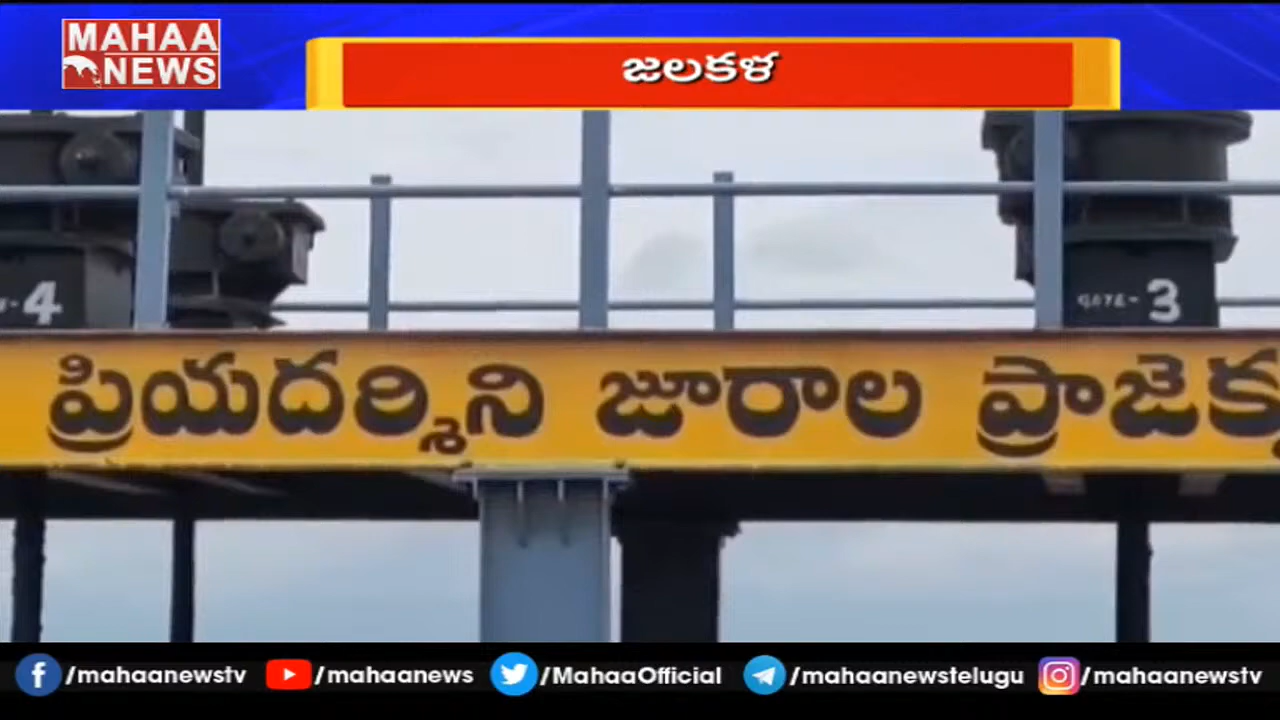 MAHAA
NEWS
జలకళ
4
GATE-3
ప్రియదర్శిని జూరాల ప్రాజెక్
/mahaanewstv /mahaanews /MahaaOfficial /mahaanewstelugu /mahaanewstv